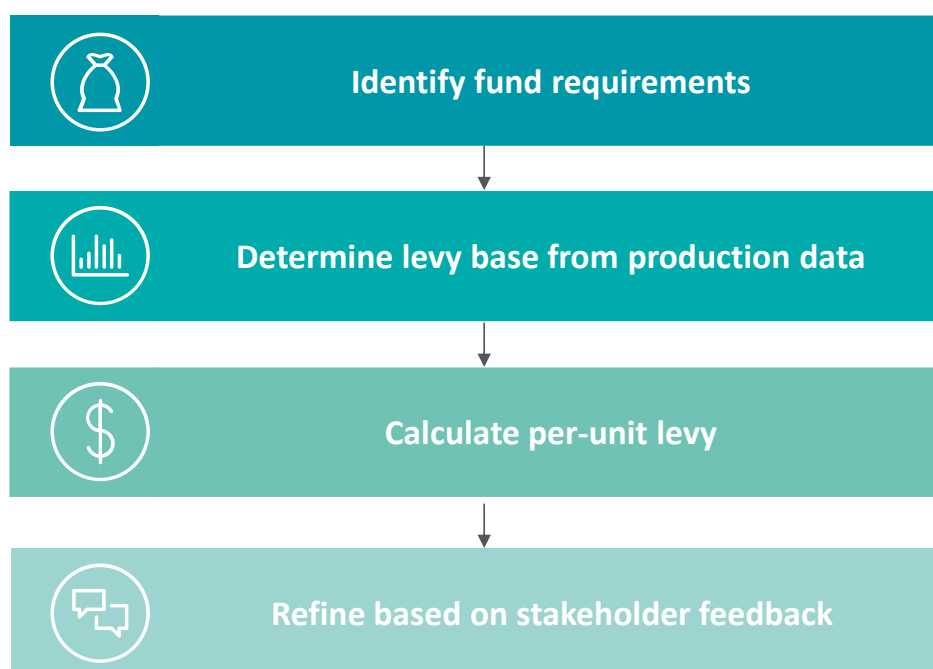 Identify fund requirements
Determine levy base from production data
Calculate per-unit levy
Refine based on stakeholder feedback